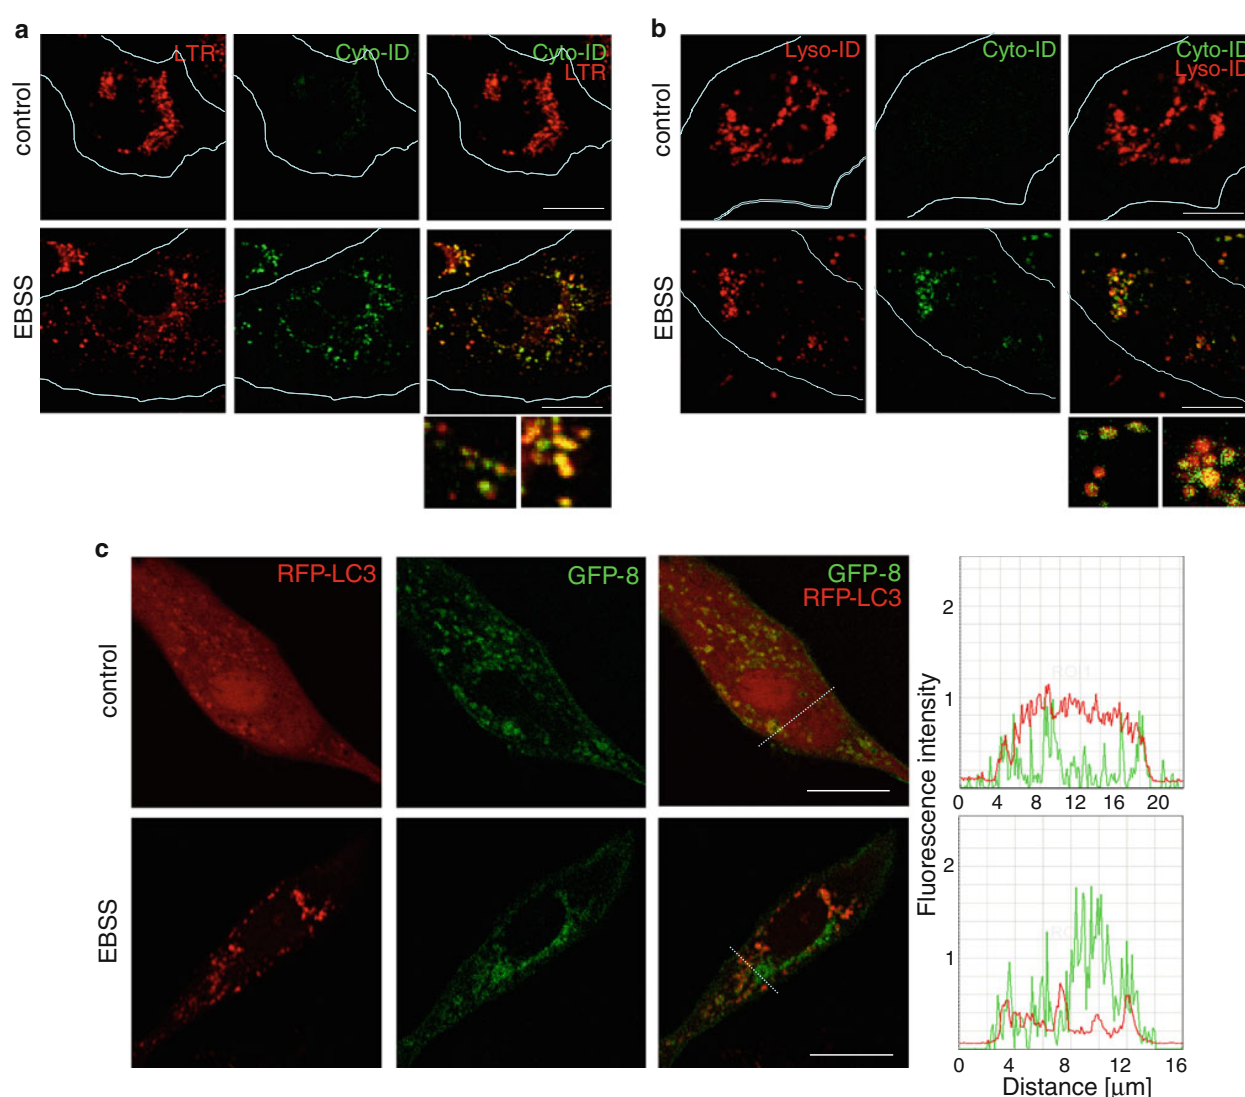 a
LTR
Cyto-ID
Cyto-ID
LTR
control
EBSS
b
Lyso-ID
Cyto-ID
Cyto-ID
Lyso-ID
control
EBSS
c
RFP-LC3
GFP-8
GFP-8
RFP-LC3
control
EBSS
Fluorescence intensity
2
1
0 4 8 12 16 20
2
1
0 4 8 12 16
Distance [μm]